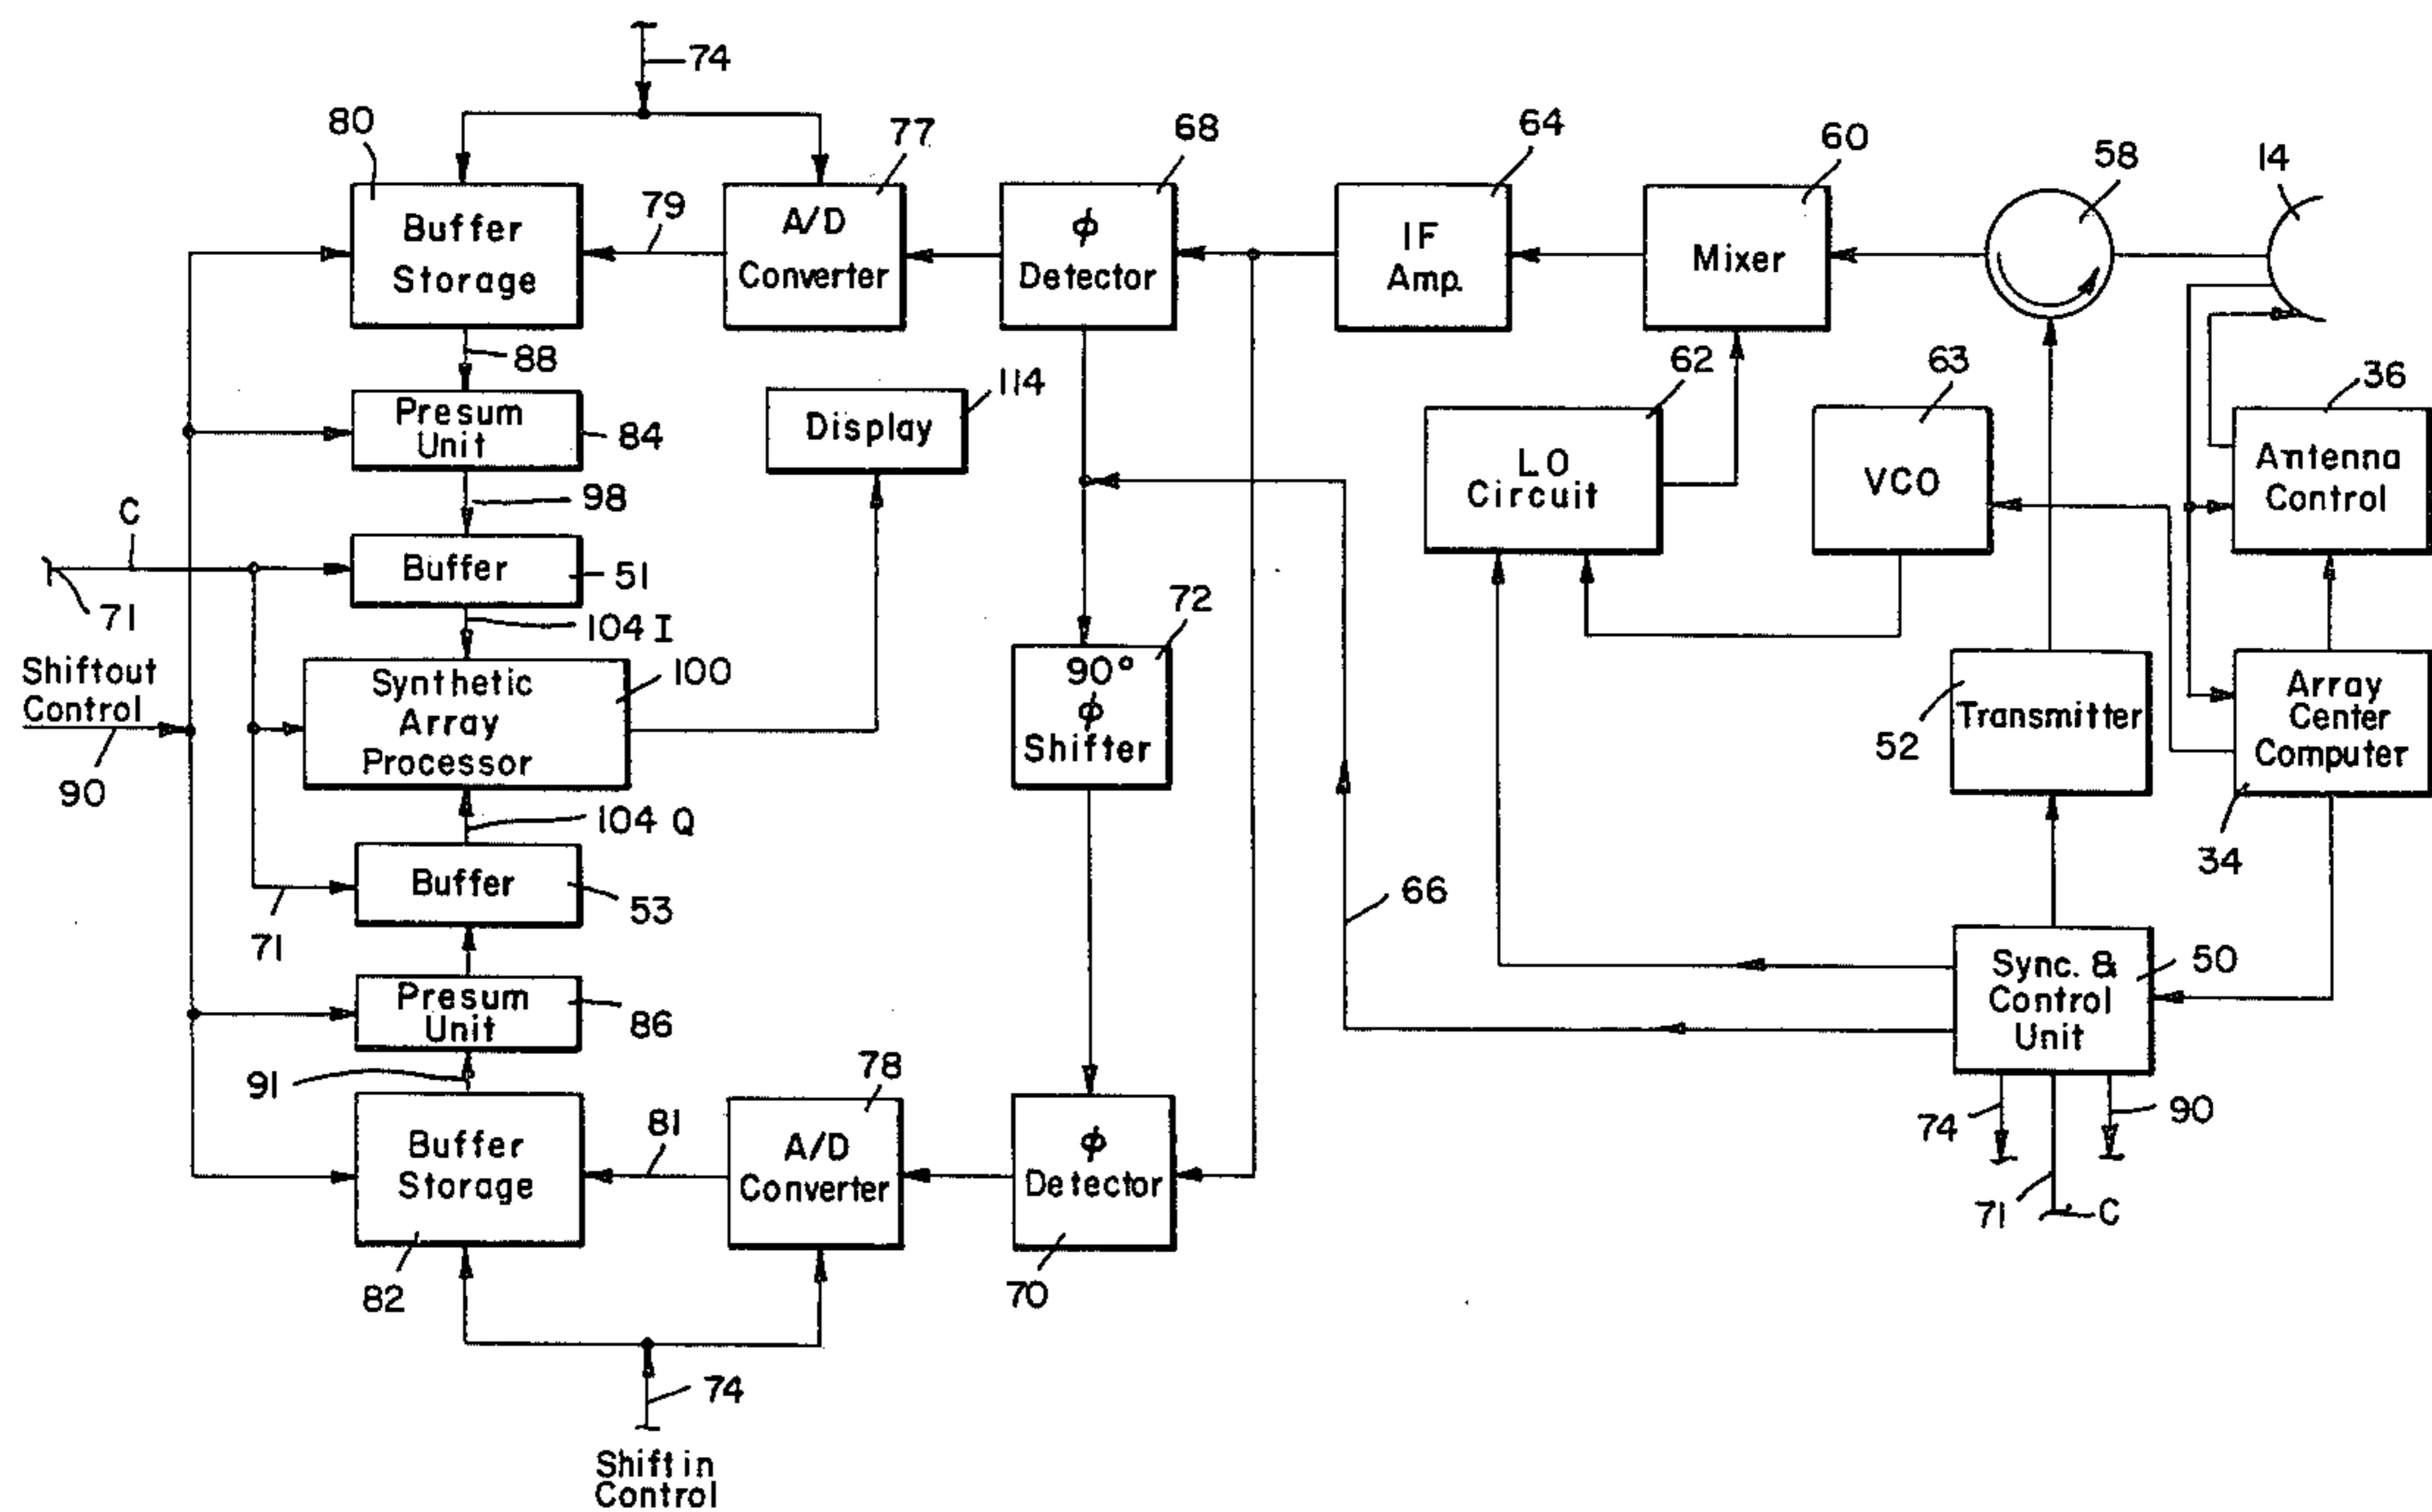 74
80
77
68
64
60
58
14
Buffer
Storage
79
A/D
Converter
ϕ
Detector
IF
Amp.
Mixer
88
Presum
Unit
84
Display
114
62
63
36
LO
Circuit
VCO
Antenna
Control
98
C
Buffer
51
71
104 I
72
Shiftout
Control
90
Synthetic
Array
Processor
100
90°
ϕ
Shifter
Transmitter
52
Array
Center
Computer
34
104 Q
Buffer
53
71
66
Presum
Unit
86
Sync. &
Control
Unit
50
91
78
Buffer
Storage
81
A/D
Converter
ϕ
Detector
74
90
71
C
82
70
74
Shift in
Control